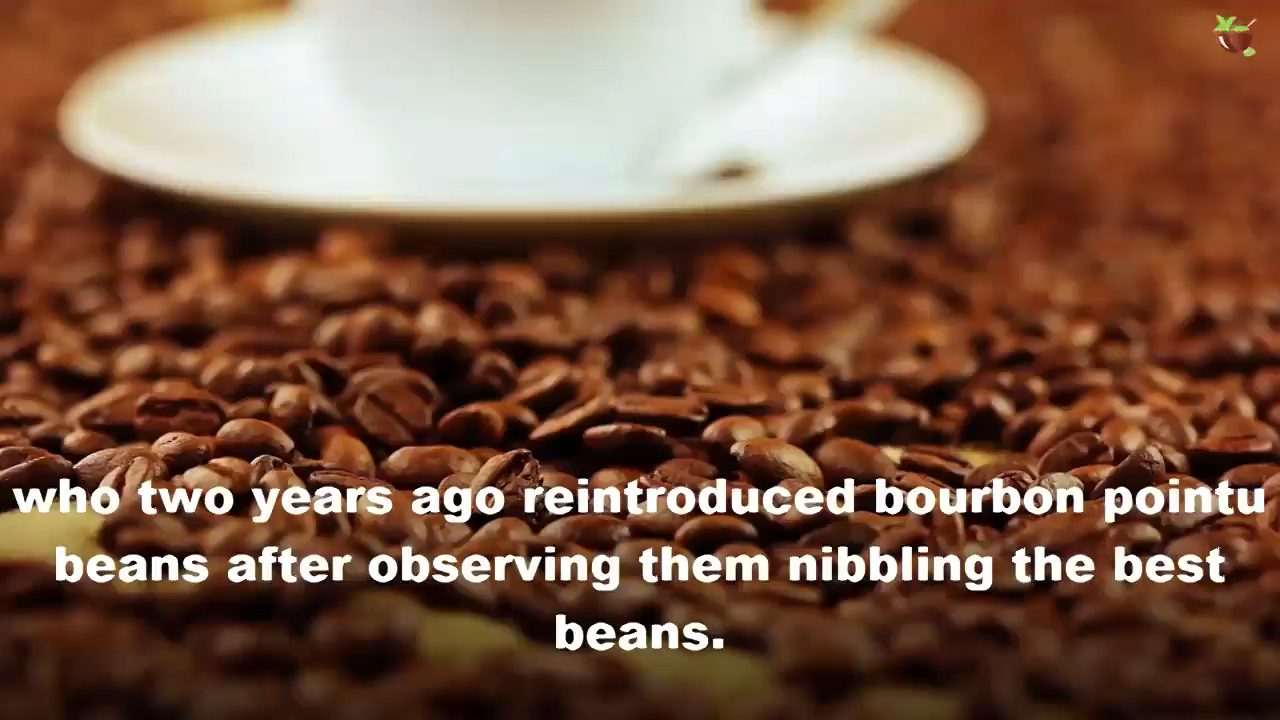 who two years ago reintroduced bourbon pointu
beans after observing them nibbling the best
beans.